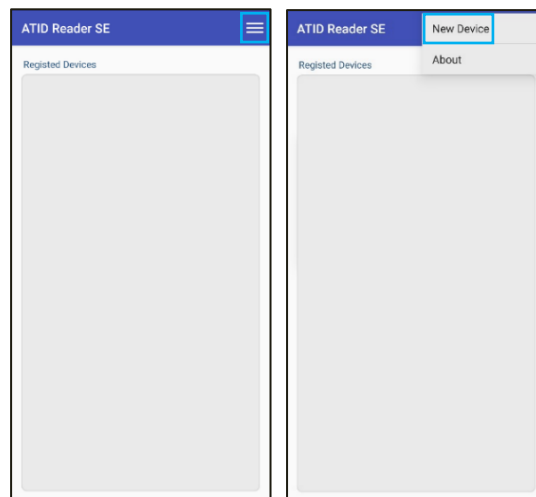 ATID Reader SE
Registed Devices
ATID Reader SE
New Device
About
Registed Devices